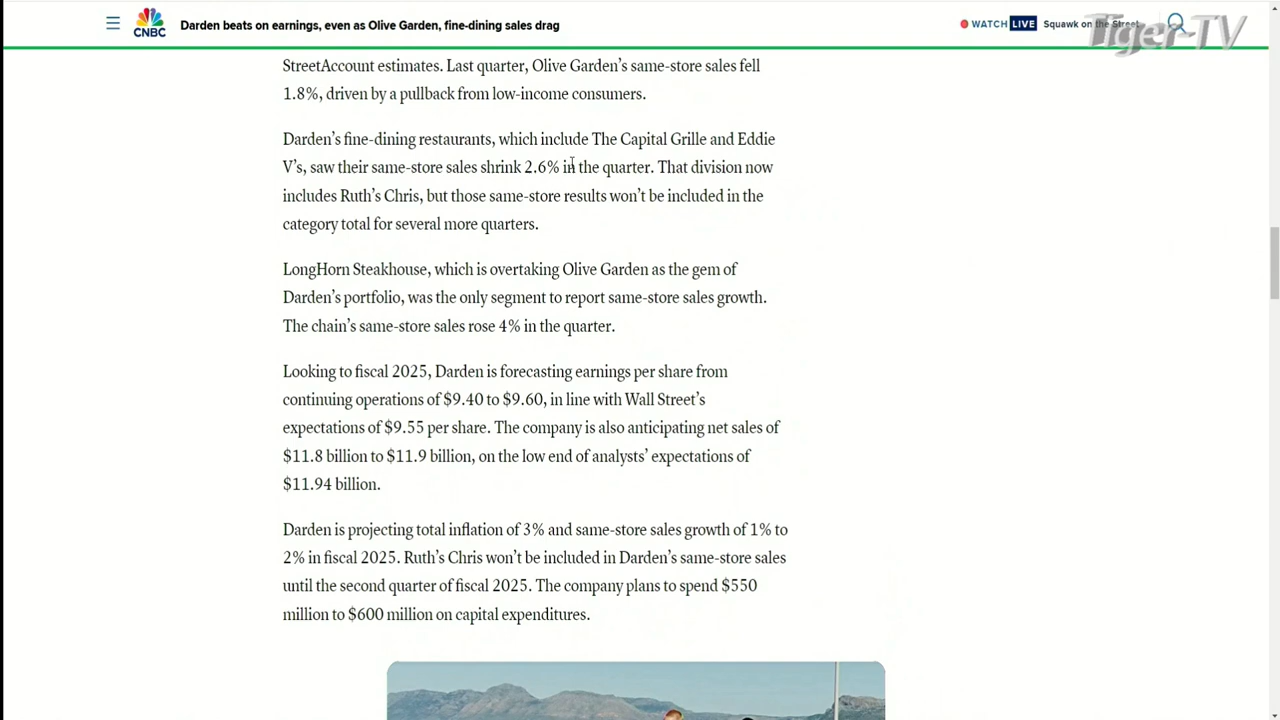 CNBC
Darden beats on earnings, even as Olive Garden, fine-dining sales drag
WATCH LIVE Squawk on the Street
Tiger-TV
StreetAccount estimates. Last quarter, Olive Garden’s same-store sales fell
1.8%, driven by a pullback from low-income consumers.
Darden’s fine-dining restaurants, which include The Capital Grille and Eddie
V’s, saw their same-store sales shrink 2.6% in the quarter. That division now
includes Ruth’s Chris, but those same-store results won’t be included in the
category total for several more quarters.
LongHorn Steakhouse, which is overtaking Olive Garden as the gem of
Darden’s portfolio, was the only segment to report same-store sales growth.
The chain’s same-store sales rose 4% in the quarter.
Looking to fiscal 2025, Darden is forecasting earnings per share from
continuing operations of $9.40 to $9.60, in line with Wall Street’s
expectations of $9.55 per share. The company is also anticipating net sales of
$11.8 billion to $11.9 billion, on the low end of analysts’ expectations of
$11.94 billion.
Darden is projecting total inflation of 3% and same-store sales growth of 1% to
2% in fiscal 2025. Ruth’s Chris won’t be included in Darden’s same-store sales
until the second quarter of fiscal 2025. The company plans to spend $550
million to $600 million on capital expenditures.